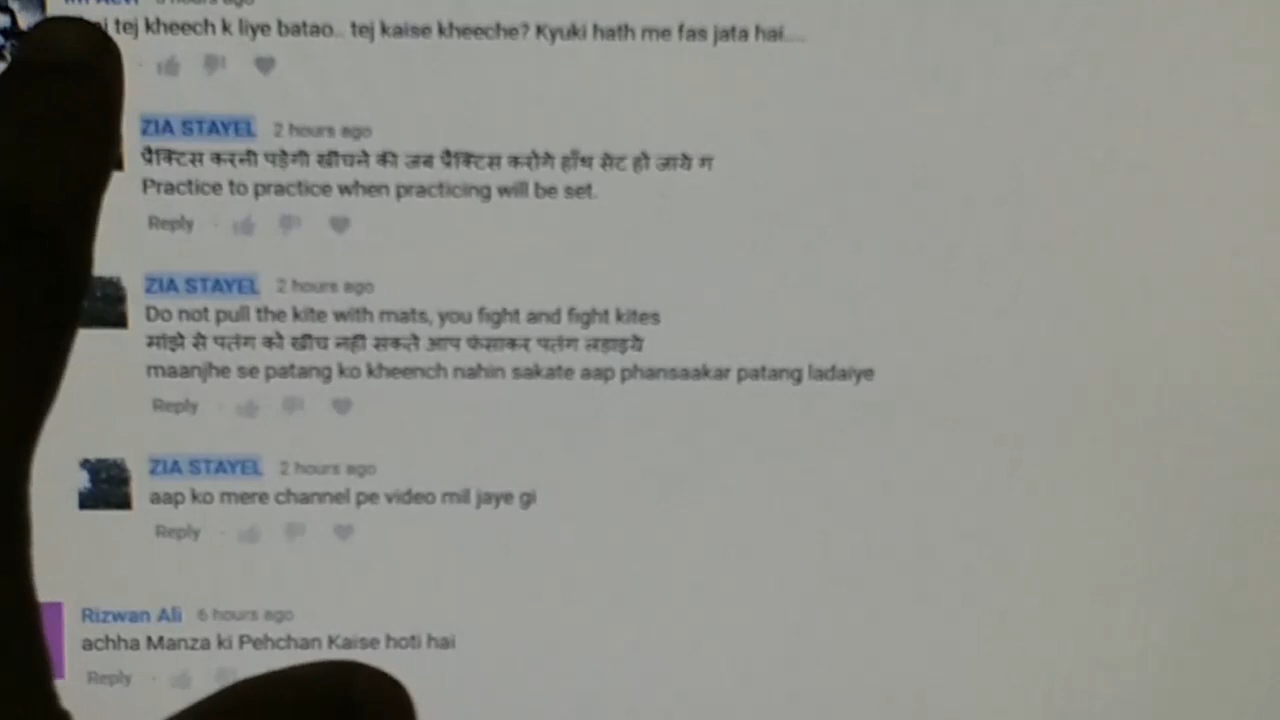 tej kheech k liye batao.. tej kaise kheeche? Kyuki hath me fas jata hai....
ZIA STAYEL 2 hours ago
प्रैक्टिस करनी पड़ेगी खींचने की जब प्रैक्टिस करोगे हाँथ सेट हो जाये ग
Practice to practice when practicing will be set.
Reply
ZIA STAYEL 2 hours ago
Do not pull the kite with mats, you fight and fight kites
मांझे से पतंग को खींच नहीं सकते आप फंसाकर पतंग लड़ाइये
maanjhe se patang ko kheench nahin sakate aap phansaakar patang ladaiye
Reply
ZIA STAYEL 2 hours ago
aap ko mere channel pe video mil jaye gi
Reply
Rizwan Ali 6 hours ago
achha Manza ki Pehchan Kaise hoti hai
Reply